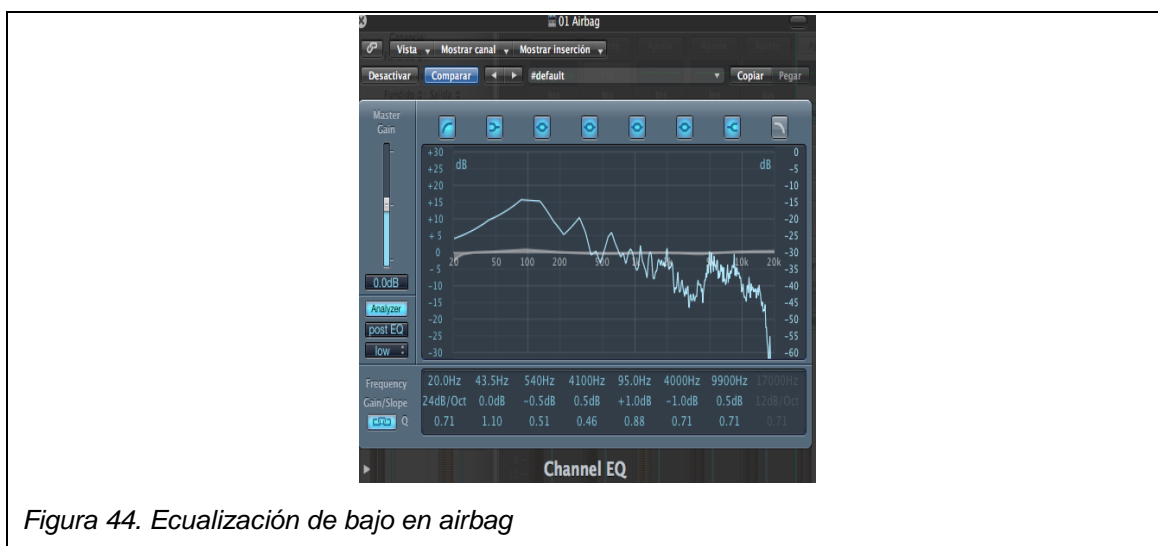 01 Airbag
Vista Mostrar canal Mostrar inserción
Desactivar Comparar #default Copiar Pegar
Master
Gain
+30 dB dB 0
+25 -5
+20 -10
+15 -15
+10 -20
+ 5 -25
0 -30
20 50 100 200 500 1k 10k 20k
- 5 -35
0.0dB -10 -40
Analyzer -15 -45
post EQ -20 -50
-25 -55
low -30 -60
Frequency 20.0Hz 43.5Hz 540Hz 4100Hz 95.0Hz 4000Hz 9900Hz 17000Hz
Gain/Slope 24dB/Oct 0.0dB -0.5dB 0.5dB +1.0dB -1.0dB 0.5dB 12dB/Oct
Q 0.71 1.10 0.51 0.46 0.88 0.71 0.71 0.71
Channel EQ
Figura 44. Ecualización de bajo en airbag